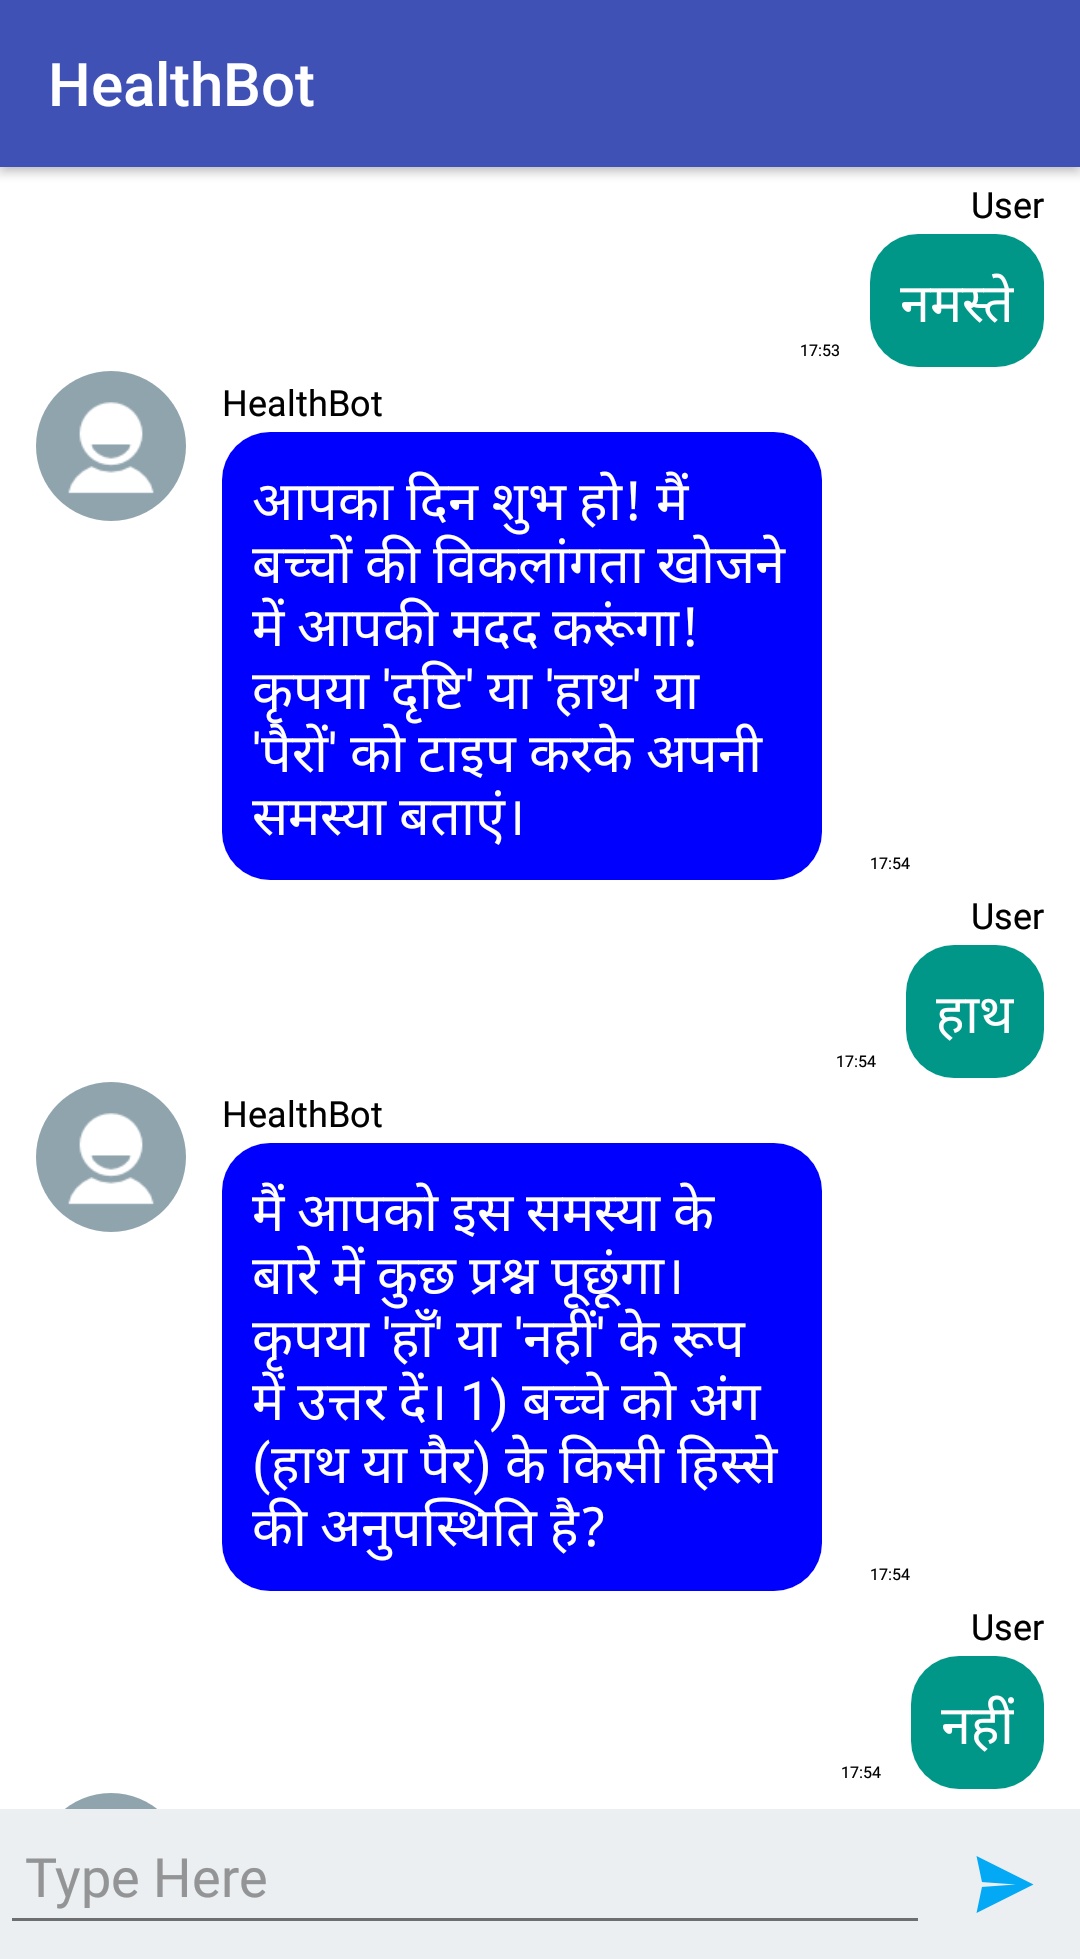 HealthBot
User
नमस्ते
17:53
HealthBot
आपका दिन शुभ हो! मैं
बच्चों की विकलांगता खोजने
में आपकी मदद करूंगा!
कृपया 'दृष्टि' या 'हाथ' या
'पैरों' को टाइप करके अपनी
समस्या बताएं।
17:54
User
हाथ
17:54
HealthBot
मैं आपको इस समस्या के
बारे में कुछ प्रश्न पूछूंगा।
कृपया 'हाँ' या 'नहीं' के रूप
में उत्तर दें। 1) बच्चे को अंग
(हाथ या पैर) के किसी हिस्से
की अनुपस्थिति है?
17:54
User
नहीं
17:54
Type Here